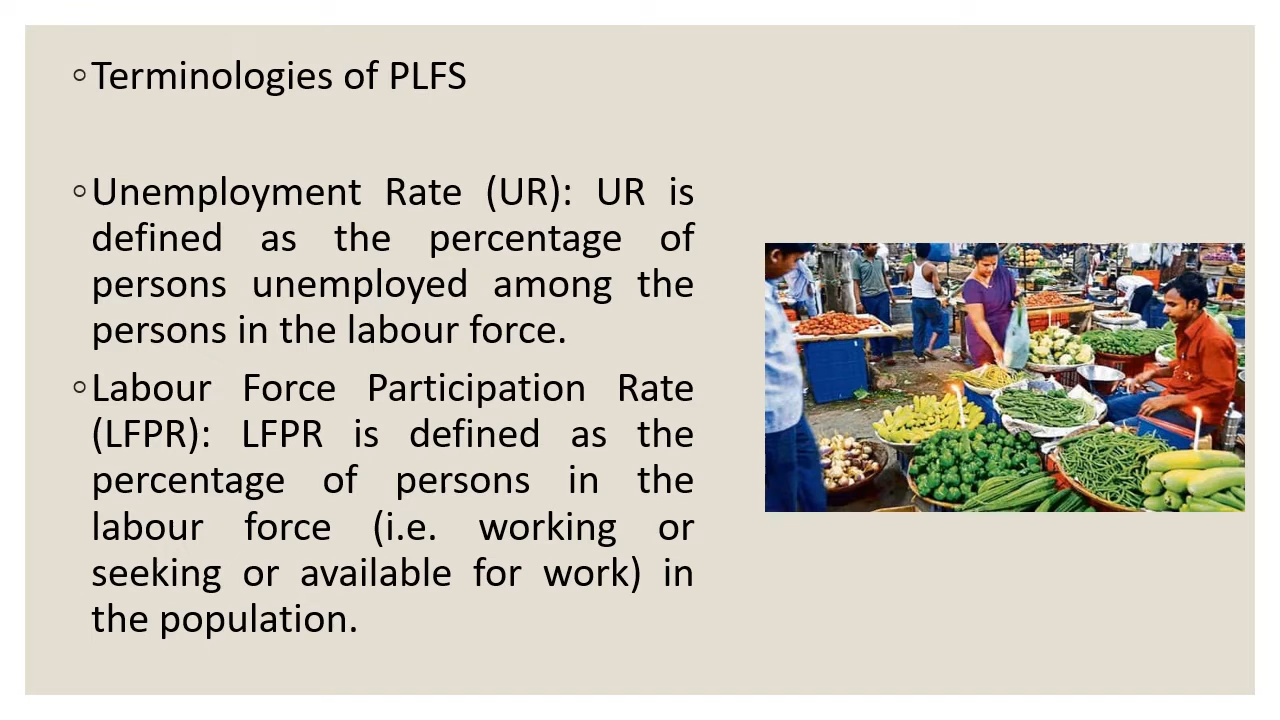 ◦Terminologies of PLFS
◦Unemployment Rate (UR): UR is
defined as the percentage of
persons unemployed among the
persons in the labour force.
◦Labour Force Participation Rate
(LFPR): LFPR is defined as the
percentage of persons in the
labour force (i.e. working or
seeking or available for work) in
the population.